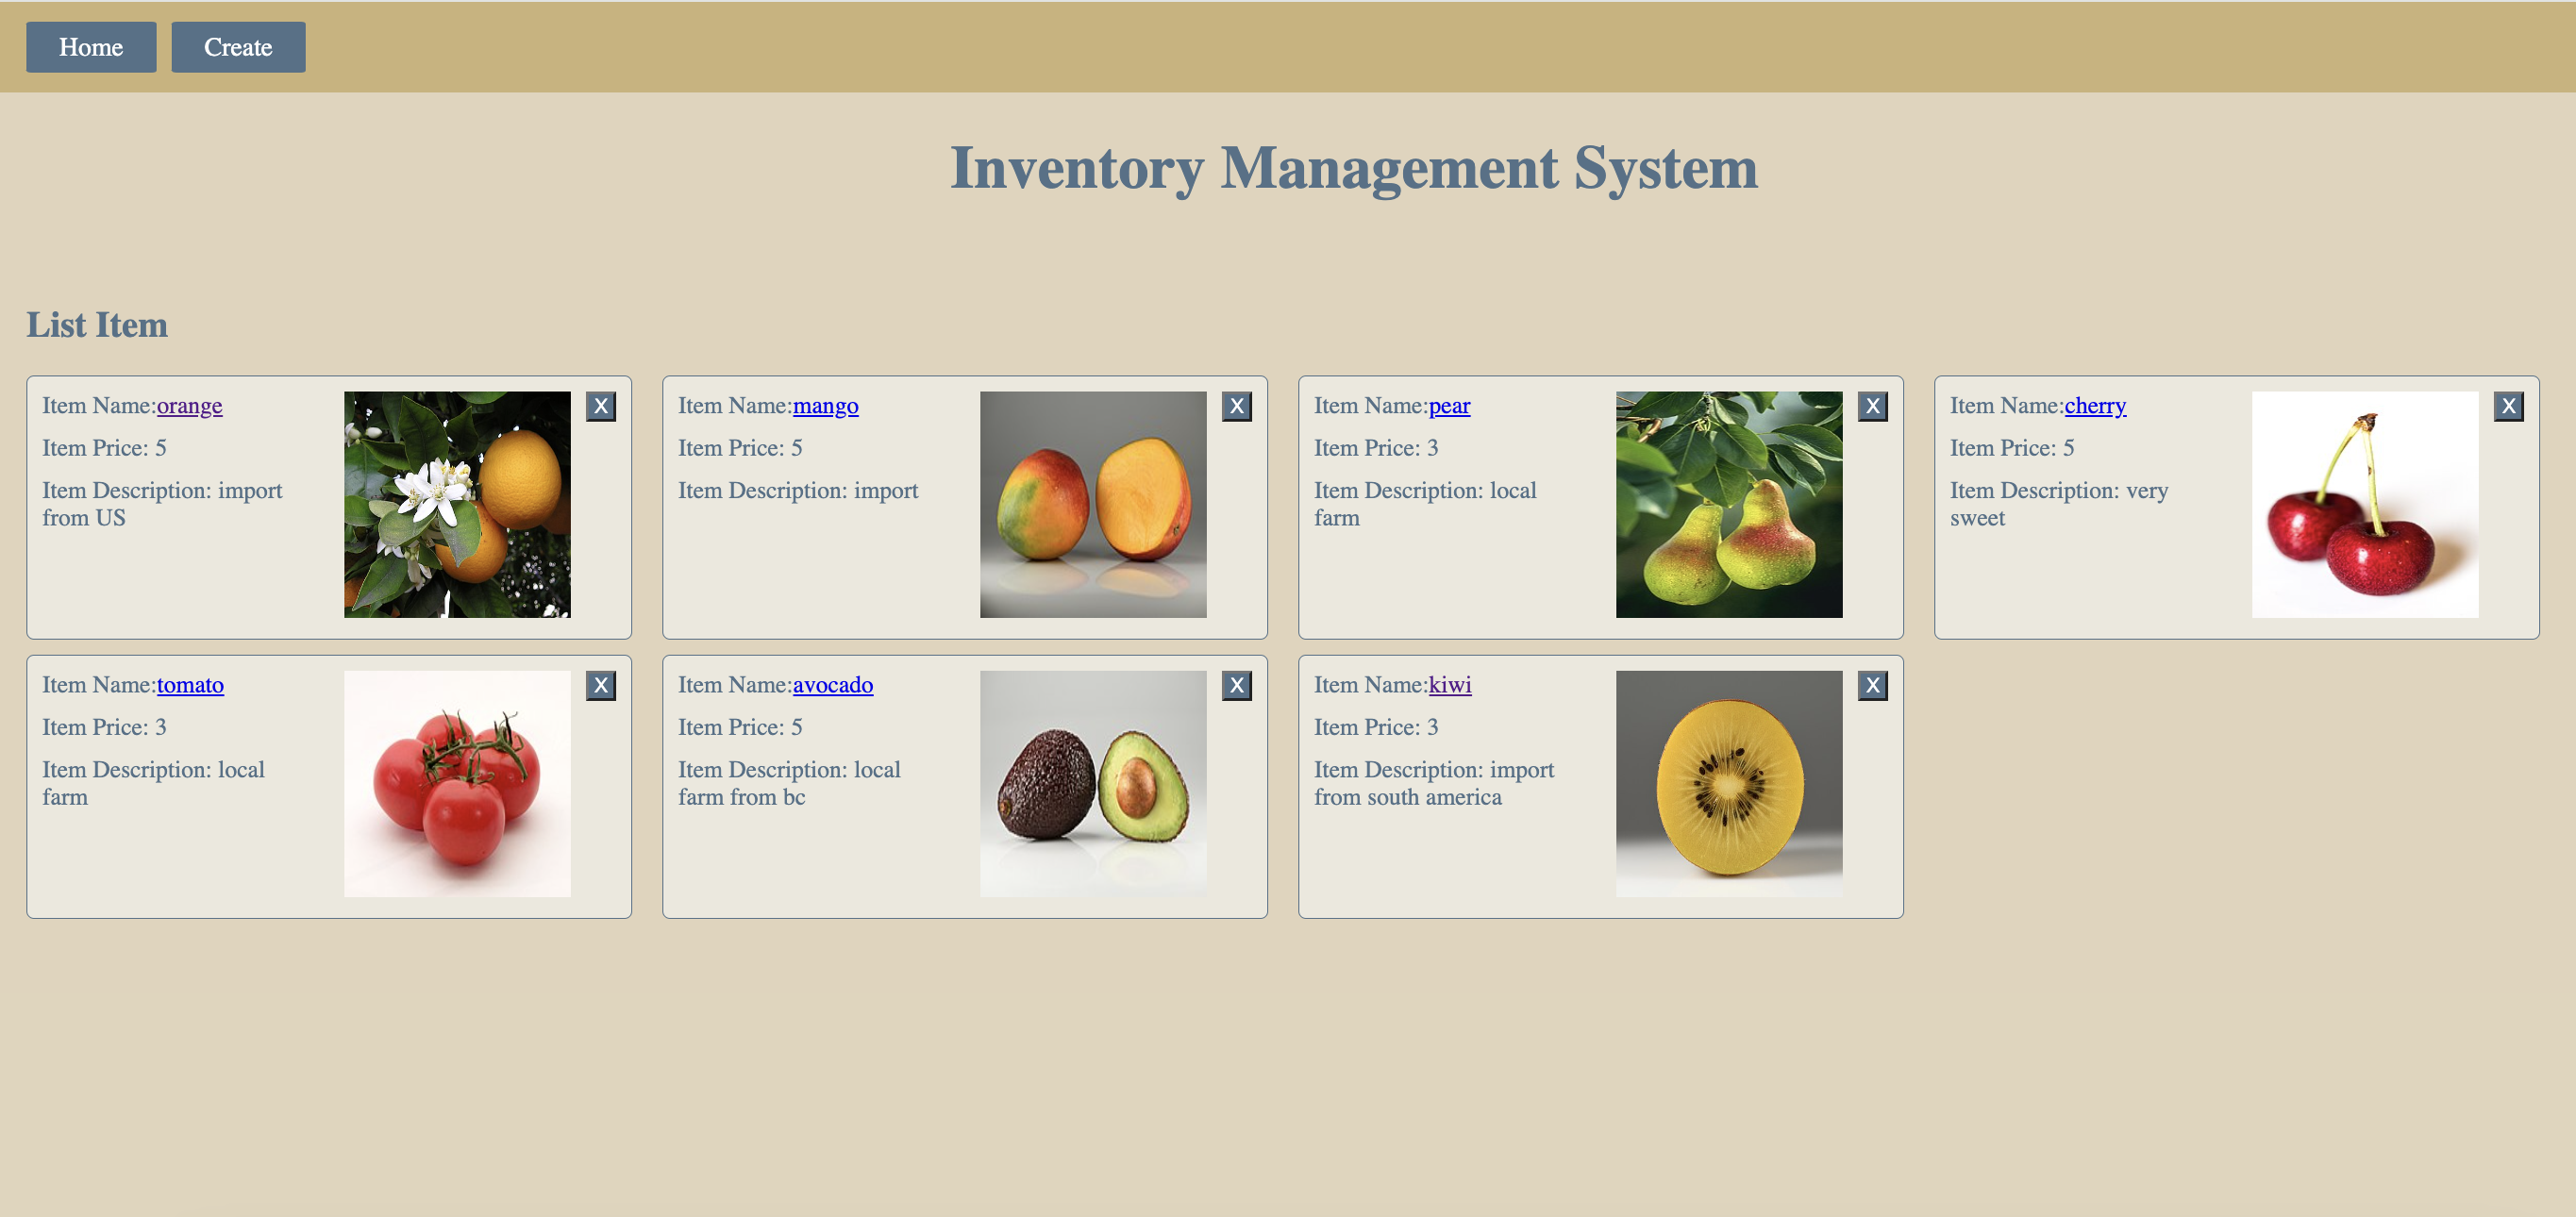 Home
Create
Inventory Management System
List Item
Item Name:orange
X
Item Price: 5
Item Description: import
from US
Item Name:mango
X
Item Price: 5
Item Description: import
Item Name:pear
X
Item Price: 3
Item Description: local
farm
Item Name:cherry
X
Item Price: 5
Item Description: very
sweet
Item Name:tomato
X
Item Price: 3
Item Description: local
farm
Item Name:avocado
X
Item Price: 5
Item Description: local
farm from bc
Item Name:kiwi
X
Item Price: 3
Item Description: import
from south america